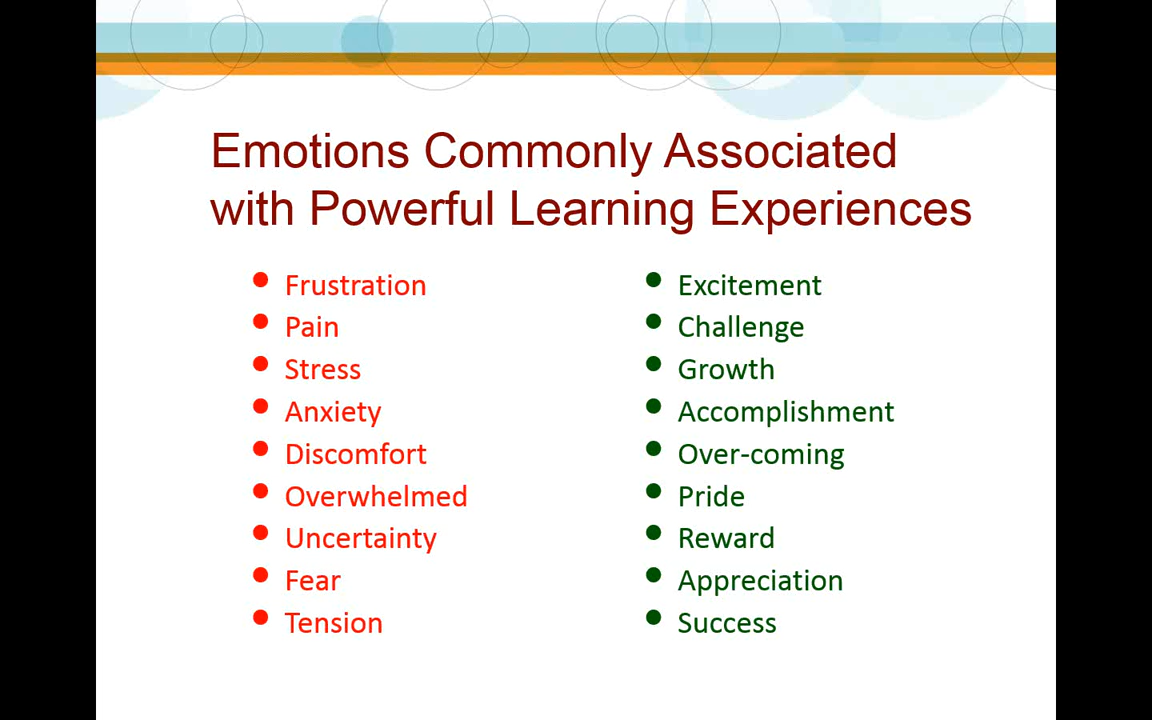 Emotions Commonly Associated
with Powerful Learning Experiences
• Frustration
• Pain
• Stress
• Anxiety
• Discomfort
• Overwhelmed
• Uncertainty
• Fear
• Tension
• Excitement
• Challenge
• Growth
• Accomplishment
• Over-coming
• Pride
• Reward
• Appreciation
• Success